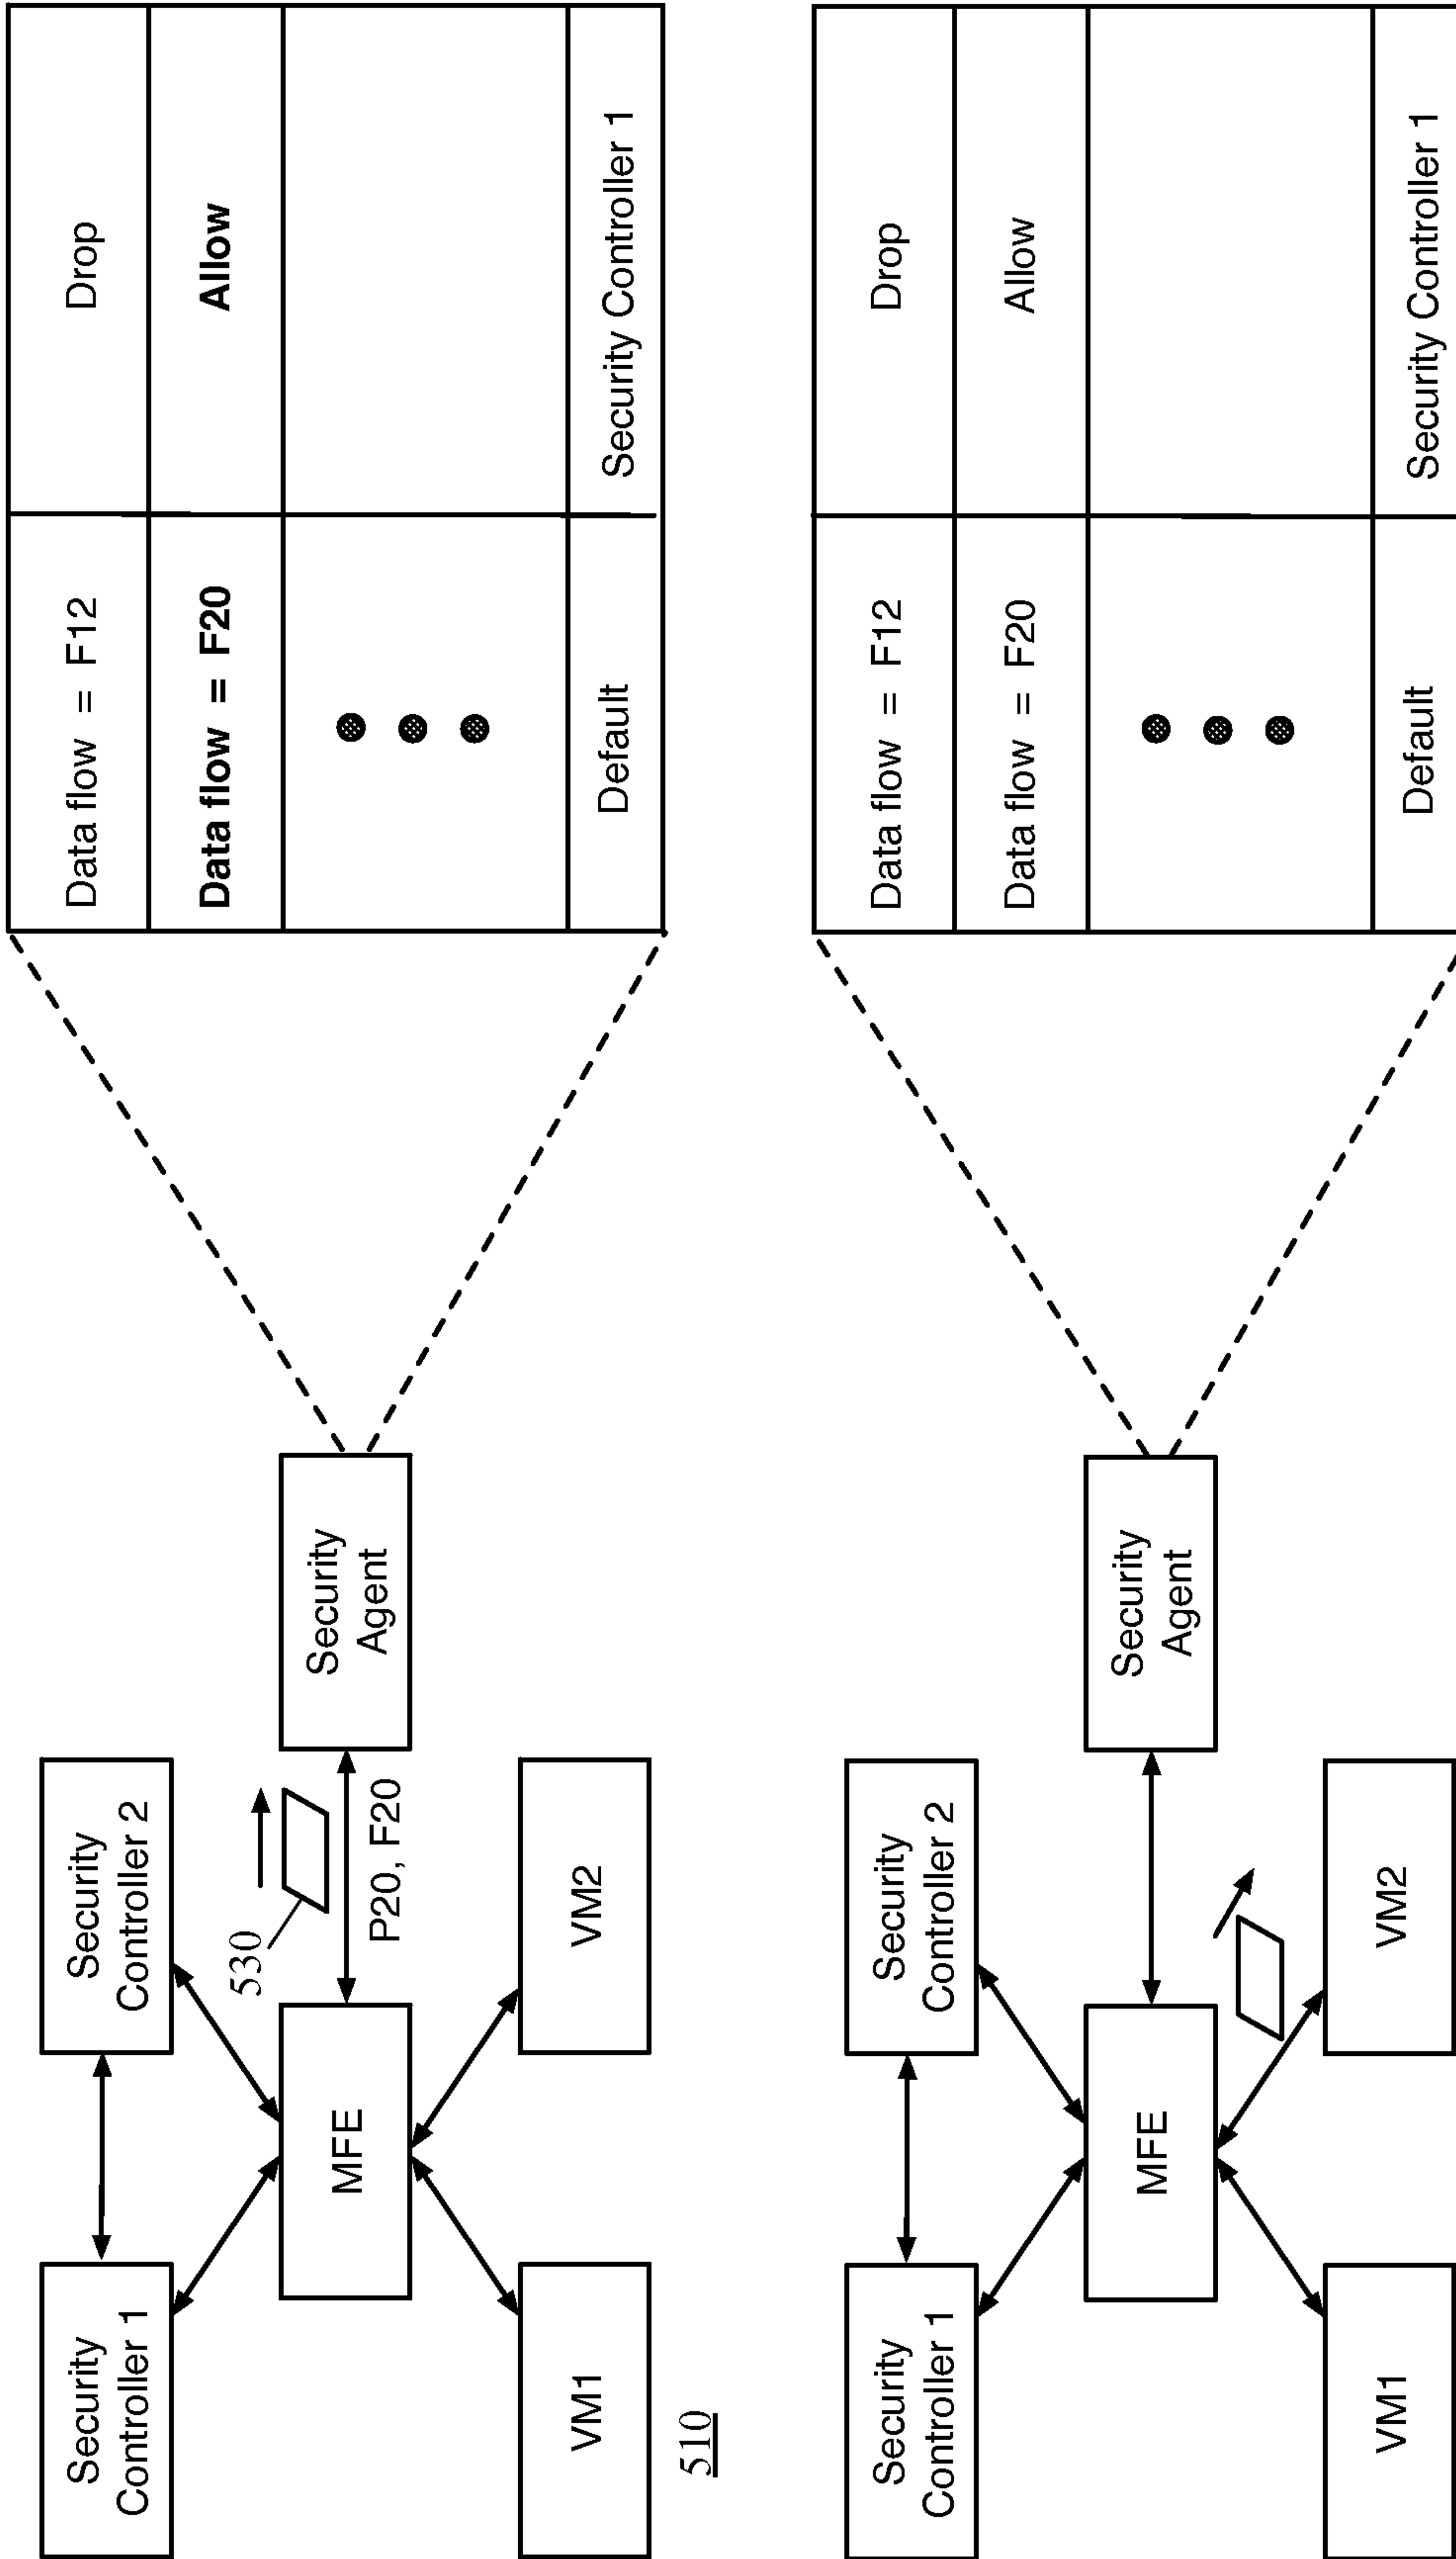 Security
Controller 1
Security
Controller 2
530
MFE
P20, F20
Security
Agent
VM1
VM2
Data flow = F12
Drop
Data flow = F20
Allow
Default
Security Controller 1
510
Security
Controller 1
Security
Controller 2
MFE
Security
Agent
VM1
VM2
Data flow = F12
Drop
Data flow = F20
Allow
Default
Security Controller 1